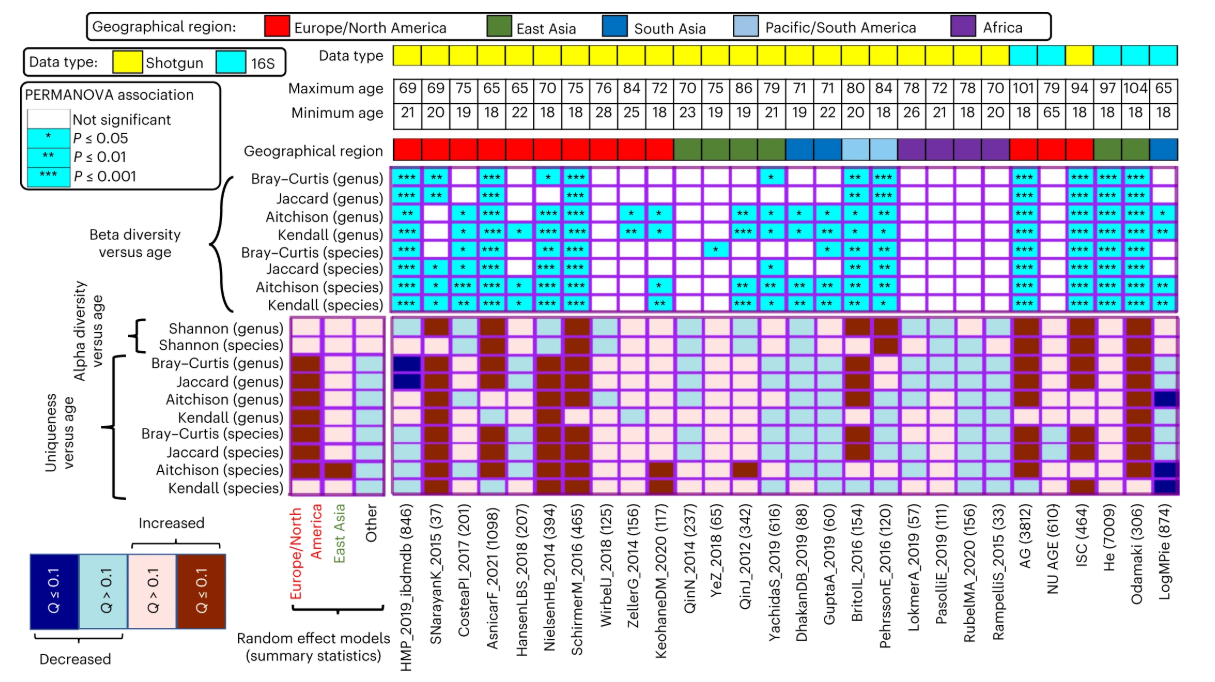 Geographical region: Europe/North America East Asia South Asia Pacific/South America Africa
Data type: Shotgun 16S
Data type
PERMANOVA association
Not significant
* P ≤ 0.05
** P ≤ 0.01
*** P ≤ 0.001
Maximum age 69 69 75 65 65 70 75 76 84 72 70 75 86 79 71 71 80 84 78 72 78 70 101 79 94 97 104 65
Minimum age 21 20 19 18 22 18 18 28 25 18 23 19 19 18 19 22 20 18 26 21 18 20 18 65 18 18 18 18
Geographical region
Beta diversity
versus age
Bray–Curtis (genus) *** ** *** * *** * ** *** *** *** *** ***
Jaccard (genus) *** ** *** *** ** *** *** *** *** ***
Aitchison (genus) ** * *** *** *** * * ** * * * * ** *** *** *** *** *
Kendall (genus) *** * *** * *** *** ** * *** * * ** ** ** *** *** *** *** **
Bray–Curtis (species) *** * *** ** *** * * ** ** *** *** *** ***
Jaccard (species) *** * * *** *** *** * ** ** *** *** *** ***
Aitchison (species) *** * *** *** * *** *** * ** ** ** ** ** ** *** *** *** *** **
Kendall (species) *** * ** *** * *** *** ** *** * ** ** ** * *** *** *** *** **
Alpha diversity
versus age
Shannon (genus)
Shannon (species)
Uniqueness
versus age
Bray–Curtis (genus)
Jaccard (genus)
Aitchison (genus)
Kendall (genus)
Bray–Curtis (species)
Jaccard (species)
Aitchison (species)
Kendall (species)
Increased
Q ≤ 0.1
Q > 0.1
Q > 0.1
Q ≤ 0.1
Decreased
Europe/North
America
East Asia
Other
Random effect models
(summary statistics)
HMP_2019_ibdmdb (846)
SNarayanK_2015 (37)
CosteaPI_2017 (201)
AsnicarF_2021 (1098)
HansenLBS_2018 (207)
NielsenHB_2014 (394)
SchirmerM_2016 (465)
WirbelJ_2018 (125)
ZellerG_2014 (156)
KeohaneDM_2020 (117)
QinN_2014 (237)
YeZ_2018 (65)
QinJ_2012 (342)
YachidaS_2019 (616)
DhakanDB_2019 (88)
GuptaA_2019 (60)
BritoIL_2016 (154)
PehrssonE_2016 (120)
LokmerA_2019 (57)
PasolliE_2019 (111)
RubelMA_2020 (156)
RampelliS_2015 (33)
AG (3812)
NU AGE (610)
ISC (464)
He (7009)
Odamaki (306)
LogMPie (874)